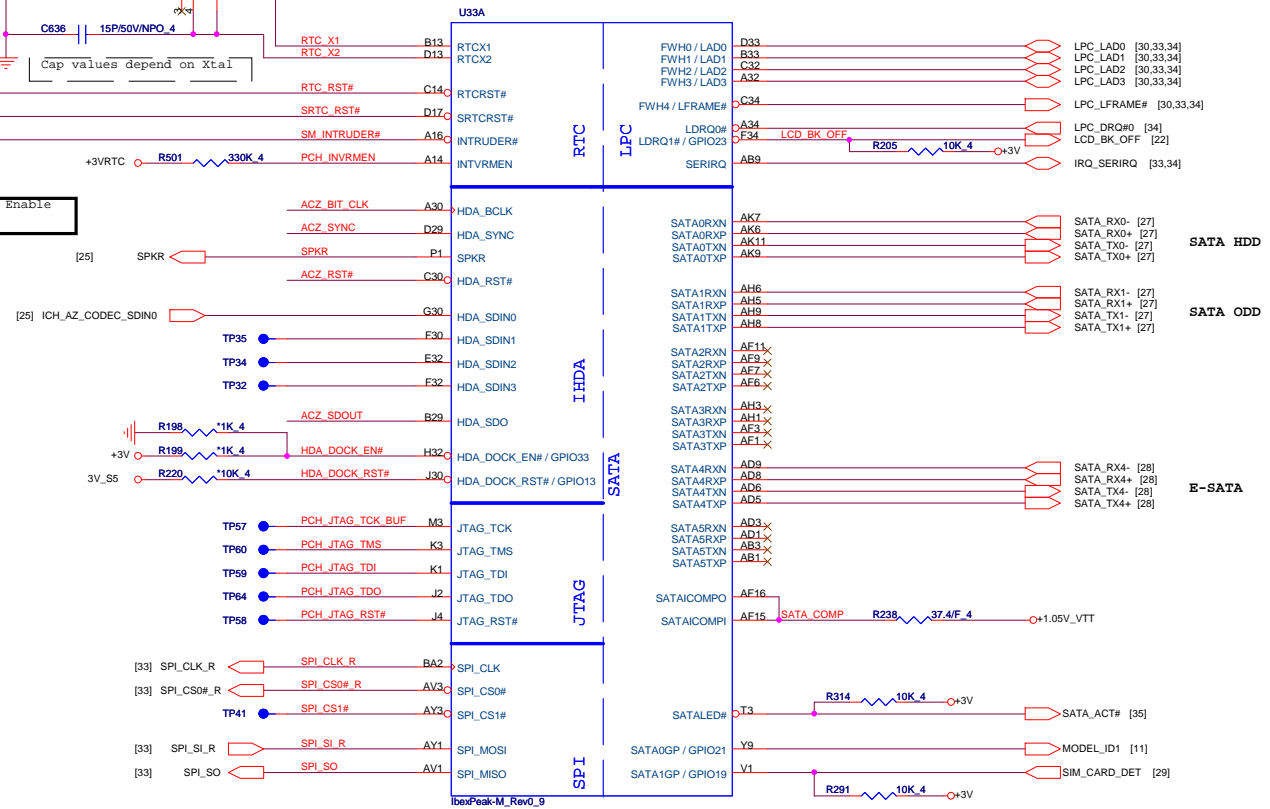 U33A
C636 15P/50V/NPO_4
Cap values depend on Xtal
RTC_X1 B13 RTCX1
RTC_X2 D13 RTCX2
RTC_RST# C14 RTCRST#
SRTC_RST# D17 SRTCRST#
SM_INTRUDER# A16 INTRUDER#
+3VRTC R501 330K_4 PCH_INVRMEN A14 INTVRMEN
RTC
LPC
FWH0 / LAD0 D33 LPC_LAD0 [30,33,34]
FWH1 / LAD1 B33 LPC_LAD1 [30,33,34]
FWH2 / LAD2 C32 LPC_LAD2 [30,33,34]
FWH3 / LAD3 A32 LPC_LAD3 [30,33,34]
FWH4 / LFRAME# C34 LPC_LFRAME# [30,33,34]
LDRQ0# A34 LPC_DRQ#0 [34]
LDRQ1# / GPIO23 F34 LCD_BK_OFF LCD_BK_OFF [22]
R205 10K_4 +3V
SERIRQ AB9 IRQ_SERIRQ [33,34]
Enable
ACZ_BIT_CLK A30 HDA_BCLK
ACZ_SYNC D29 HDA_SYNC
[25] SPKR SPKR P1 SPKR
ACZ_RST# C30 HDA_RST#
[25] ICH_AZ_CODEC_SDIN0 G30 HDA_SDIN0
TP35 F30 HDA_SDIN1
TP34 E32 HDA_SDIN2
TP32 F32 HDA_SDIN3
ACZ_SDOUT B29 HDA_SDO
R198 *1K_4
+3V R199 *1K_4 HDA_DOCK_EN# H32 HDA_DOCK_EN# / GPIO33
3V_S5 R220 *10K_4 HDA_DOCK_RST# J30 HDA_DOCK_RST# / GPIO13
IHDA
SATA
SATA0RXN AK7 SATA_RX0- [27]
SATA0RXP AK6 SATA_RX0+ [27]
SATA0TXN AK11 SATA_TX0- [27]
SATA0TXP AK9 SATA_TX0+ [27]
SATA HDD
SATA1RXN AH6 SATA_RX1- [27]
SATA1RXP AH5 SATA_RX1+ [27]
SATA1TXN AH9 SATA_TX1- [27]
SATA1TXP AH8 SATA_TX1+ [27]
SATA ODD
SATA2RXN AF11
SATA2RXP AF9
SATA2TXN AF7
SATA2TXP AF6
SATA3RXN AH3
SATA3RXP AH1
SATA3TXN AF3
SATA3TXP AF1
SATA4RXN AD9 SATA_RX4- [28]
SATA4RXP AD8 SATA_RX4+ [28]
SATA4TXN AD6 SATA_TX4- [28]
SATA4TXP AD5 SATA_TX4+ [28]
E-SATA
SATA5RXN AD3
SATA5RXP AD1
SATA5TXN AB3
SATA5TXP AB1
TP57 PCH_JTAG_TCK_BUF M3 JTAG_TCK
TP60 PCH_JTAG_TMS K3 JTAG_TMS
TP59 PCH_JTAG_TDI K1 JTAG_TDI
TP64 PCH_JTAG_TDO J2 JTAG_TDO
TP58 PCH_JTAG_RST# J4 JTAG_RST#
JTAG
SATAICOMPO AF16
SATAICOMPI AF15 SATA_COMP R238 37.4/F_4 +1.05V_VTT
[33] SPI_CLK_R SPI_CLK_R BA2 SPI_CLK
[33] SPI_CS0#_R SPI_CS0#_R AV3 SPI_CS0#
TP41 SPI_CS1# AY3 SPI_CS1#
[33] SPI_SI_R SPI_SI_R AY1 SPI_MOSI
[33] SPI_SO SPI_SO AV1 SPI_MISO
SPI
R314 10K_4 +3V
SATALED# T3 SATA_ACT# [35]
SATA0GP / GPIO21 Y9 MODEL_ID1 [11]
SATA1GP / GPIO19 V1 SIM_CARD_DET [29]
R291 10K_4 +3V
IbexPeak-M_Rev0_9